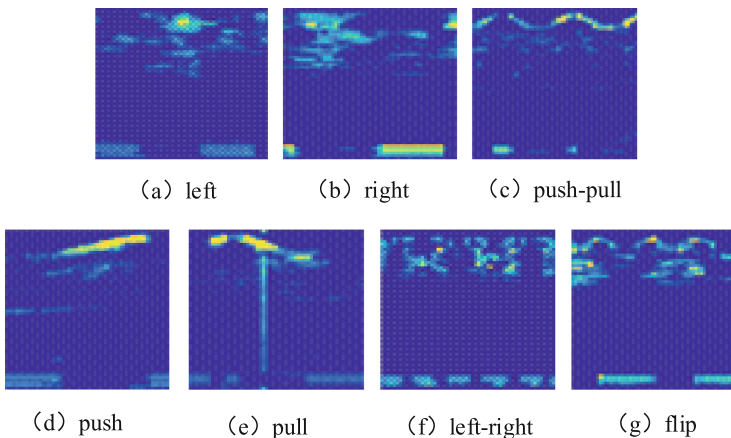 （a）left
（b）right
（c）push-pull
（d）push
（e）pull
（f）left-right
（g）flip